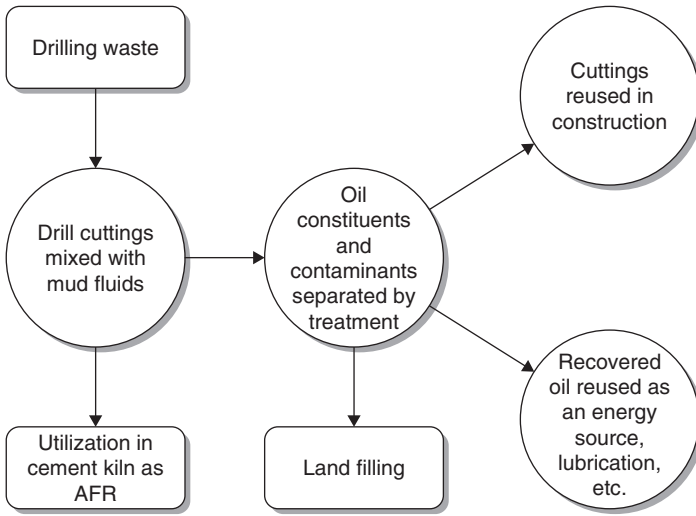 Drilling waste
Cuttings
reused in
construction
Drill cuttings
mixed with
mud fluids
Oil
constituents
and
contaminants
separated by
treatment
Utilization in
cement kiln as
AFR
Land filling
Recovered
oil reused as
an energy
source,
lubrication,
etc.